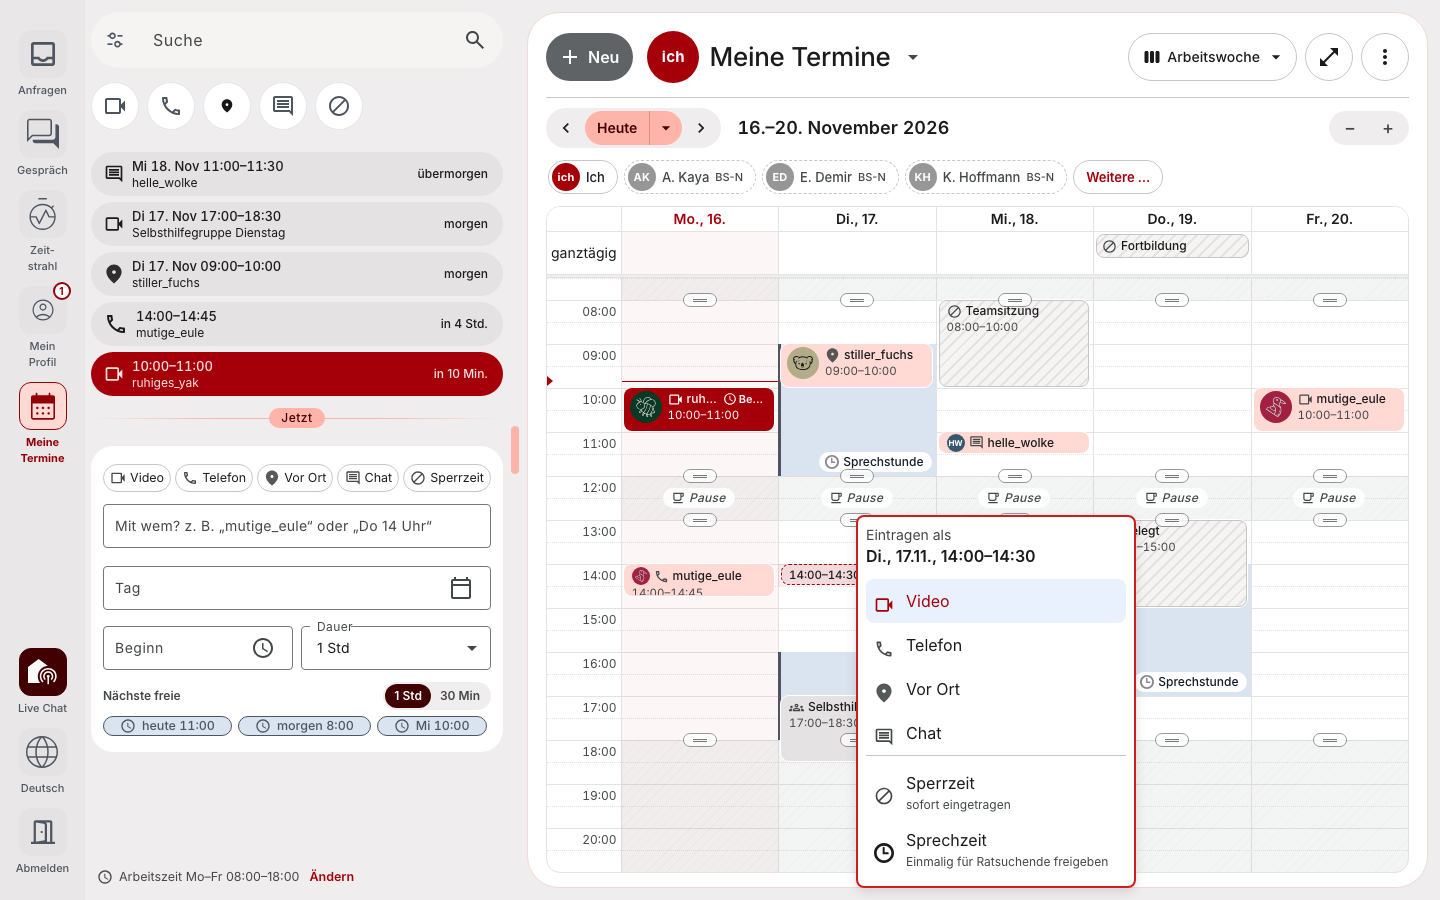 Anfragen
Gespräch
Zeit-
strahl
1
Mein
Profil
Meine
Termine
Live Chat
Deutsch
Abmelden
Suche
Mi 18. Nov 11:00–11:30
helle_wolke
übermorgen
Di 17. Nov 17:00–18:30
Selbsthilfegruppe Dienstag
morgen
Di 17. Nov 09:00–10:00
stiller_fuchs
morgen
14:00–14:45
mutige_eule
in 4 Std.
10:00–11:00
ruhiges_yak
in 10 Min.
Jetzt
Video
Telefon
Vor Ort
Chat
Sperrzeit
Mit wem? z. B. „mutige_eule“ oder „Do 14 Uhr“
Tag
Beginn
Dauer
1 Std
Nächste freie
1 Std
30 Min
heute 11:00
morgen 8:00
Mi 10:00
Arbeitszeit Mo–Fr 08:00–18:00 Ändern
Neu
ich
Meine Termine
Arbeitswoche
Heute
16.–20. November 2026
ich Ich
AK A. Kaya BS-N
ED E. Demir BS-N
KH K. Hoffmann BS-N
Weitere ...
Mo., 16.
Di., 17.
Mi., 18.
Do., 19.
Fr., 20.
ganztägig
Fortbildung
08:00
09:00
10:00
11:00
12:00
13:00
14:00
15:00
16:00
17:00
18:00
19:00
20:00
ruh... Be...
10:00–11:00
Pause
mutige_eule
14:00–14:45
stiller_fuchs
09:00–10:00
Sprechstunde
Pause
14:00–14:30
Selbsthil
17:00–18:30
Teamsitzung
08:00–10:00
HW helle_wolke
Pause
Pause
elegt
–15:00
Sprechstunde
mutige_eule
10:00–11:00
Pause
Eintragen als
Di., 17.11., 14:00–14:30
Video
Telefon
Vor Ort
Chat
Sperrzeit
sofort eingetragen
Sprechzeit
Einmalig für Ratsuchende freigeben